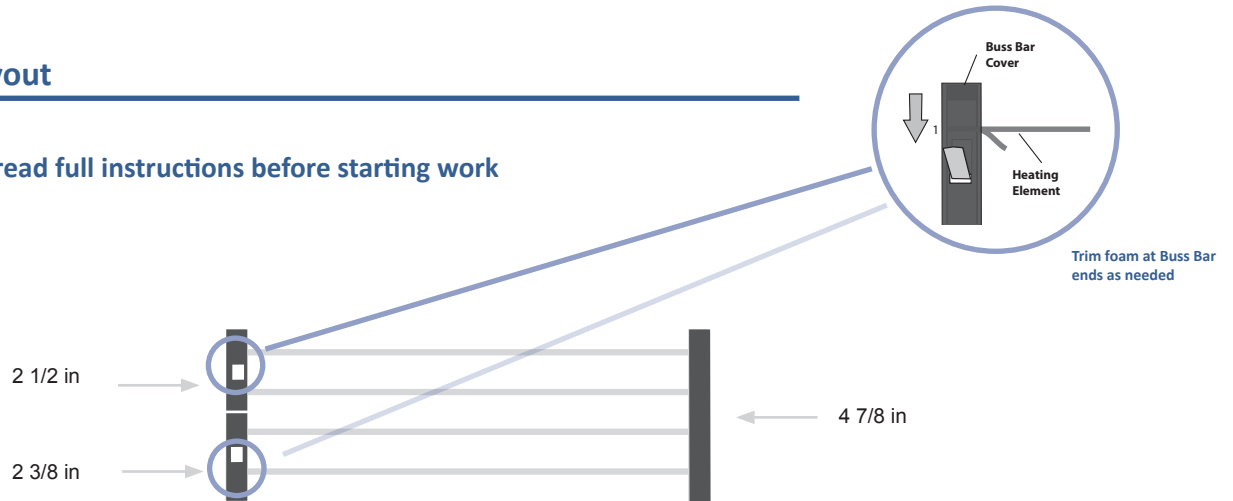 read full instructions before starting work
Buss Bar
Cover
1
Heating
Element
Trim foam at Buss Bar
ends as needed
2 1/2 in
4 7/8 in
2 3/8 in